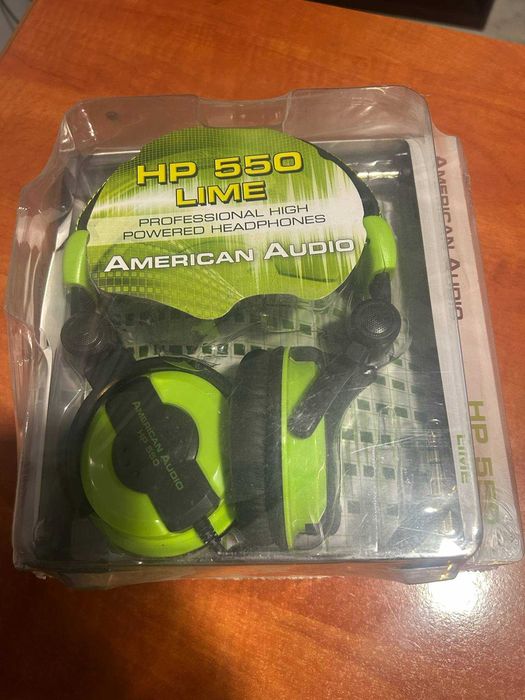 HP 550
LIME
PROFESSIONAL HIGH
POWERED HEADPHONES
AMERICAN AUDIO
AMERICAN AUDIO
HP 550
AMERICAN AUDIO
HP 550
LIME